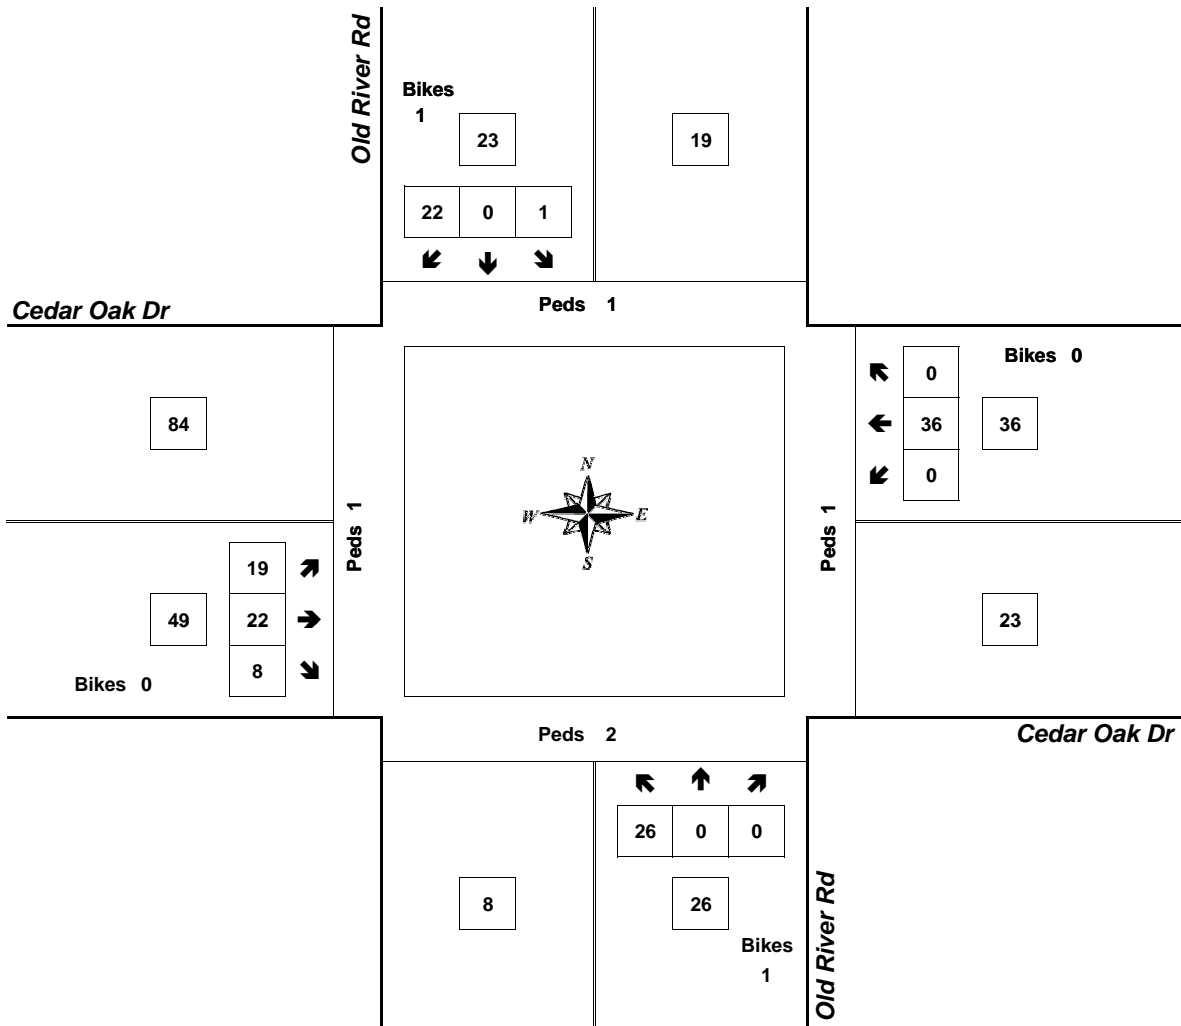 Old River Rd
Bikes
1
23
19
22 0 1
Peds 1
Cedar Oak Dr
Bikes 0
0
84
36 36
N
0
W E
Peds 1
Peds 1
S
19
49 22
23
8
Bikes 0
Peds 2
Cedar Oak Dr
26 0 0
8
26
Old River Rd
Bikes
1